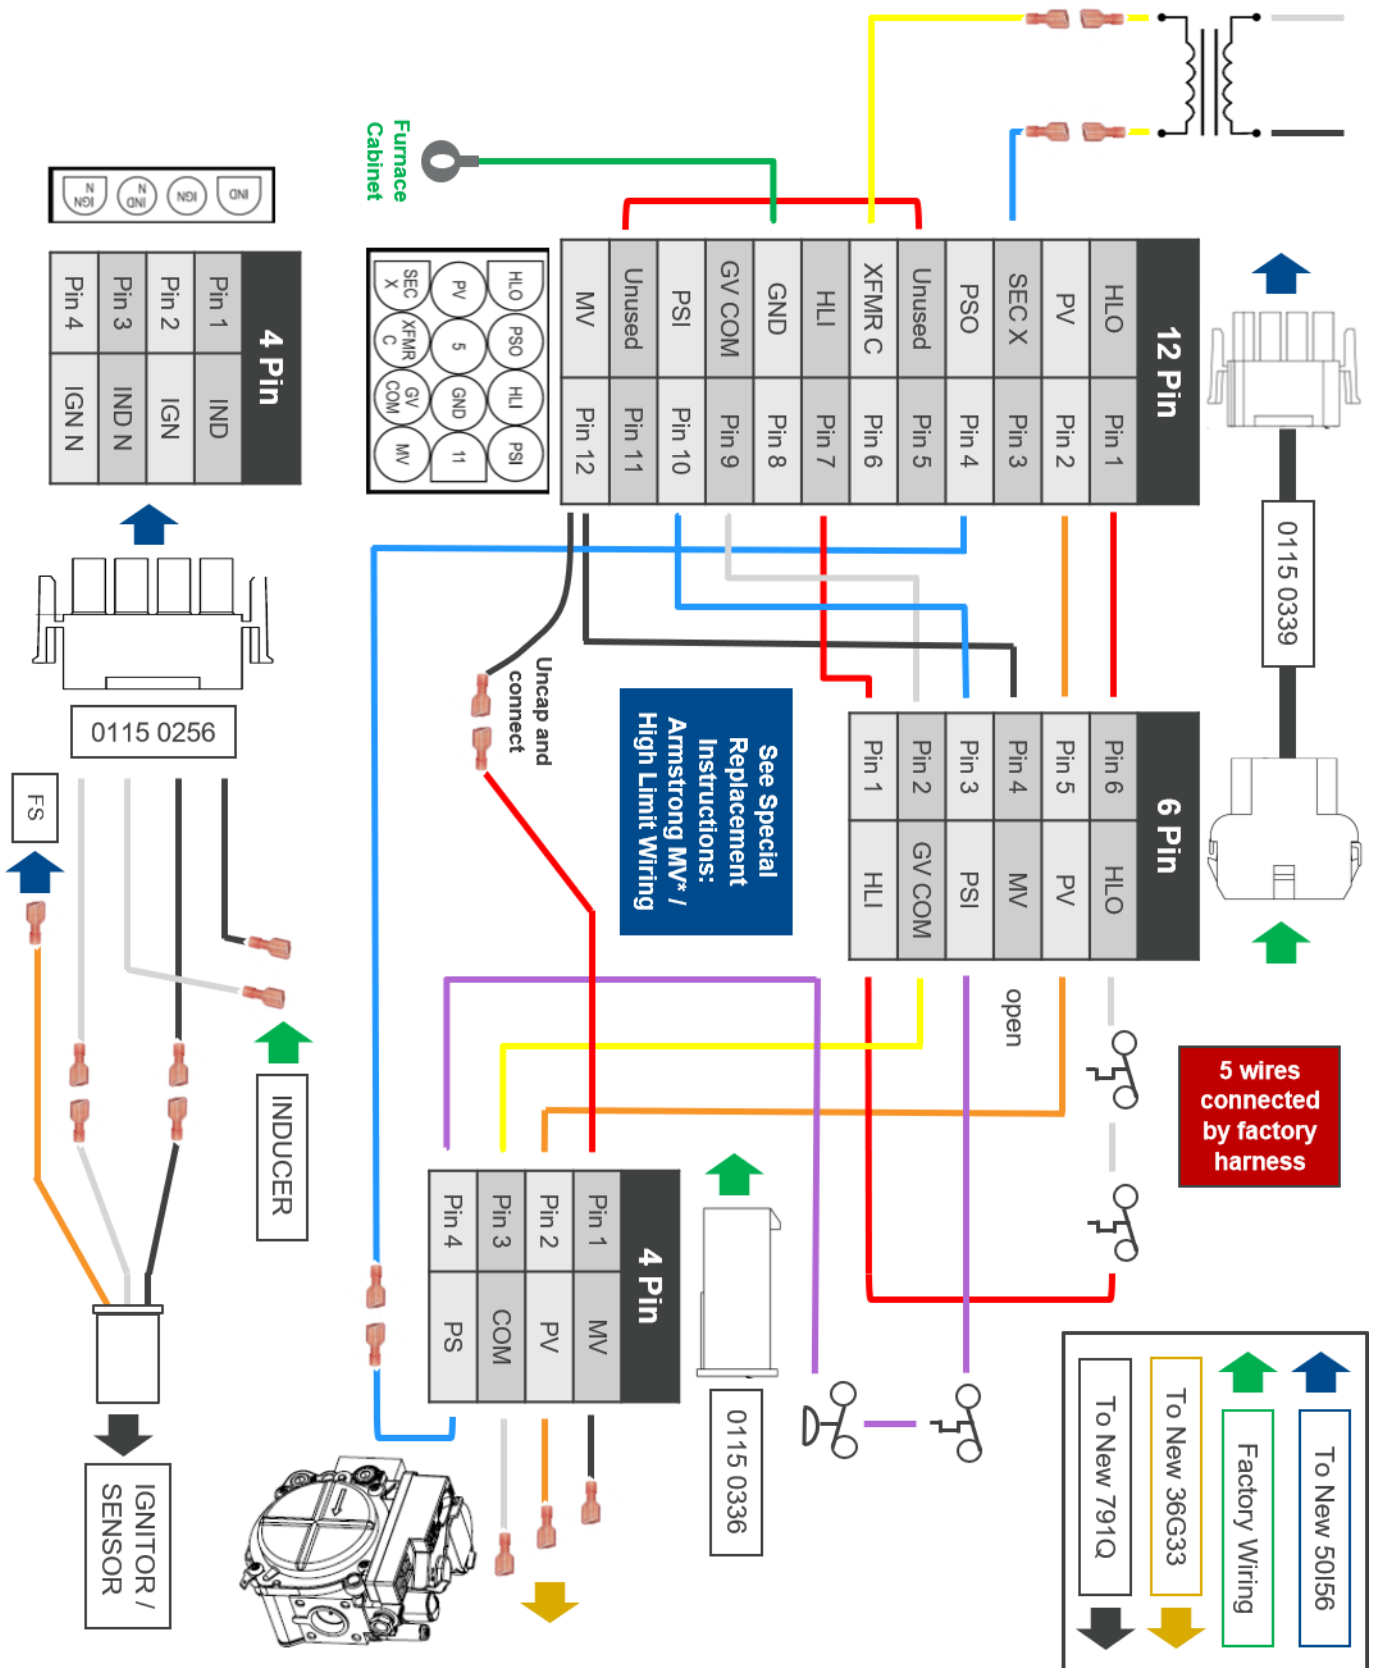 Furnace
Cabinet
IND
IGN
IND
N
IGN
N
4 Pin
Pin 1
IND
Pin 2
IGN
Pin 3
IND N
Pin 4
IGN N
0115 0256
FS
INDUCER
IGNITOR /
SENSOR
12 Pin
HLO
Pin 1
PV
Pin 2
SEC X
Pin 3
PSO
Pin 4
Unused
Pin 5
XFMR C
Pin 6
HLI
Pin 7
GND
Pin 8
GV COM
Pin 9
PSI
Pin 10
Unused
Pin 11
MV
Pin 12
HLO
PSO
HLI
PSI
PV
5
GND
11
SEC
X
XFMR
C
GV
COM
MV
0115 0339
Uncap and
connect
See Special
Replacement
Instructions:
Armstrong MV* /
High Limit Wiring
6 Pin
Pin 6
HLO
Pin 5
PV
Pin 4
MV
Pin 3
PSI
Pin 2
GV COM
Pin 1
HLI
open
5 wires
connected
by factory
harness
4 Pin
Pin 1
MV
Pin 2
PV
Pin 3
COM
Pin 4
PS
0115 0336
To New 50I56
Factory Wiring
To New 36G33
To New 791Q